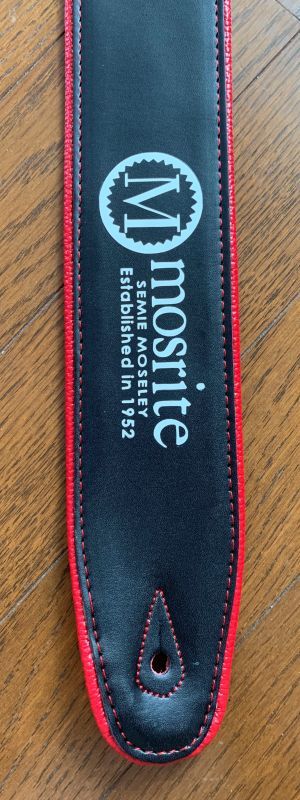 M
mosrite
SEMIE MOSELEY
Established in 1952